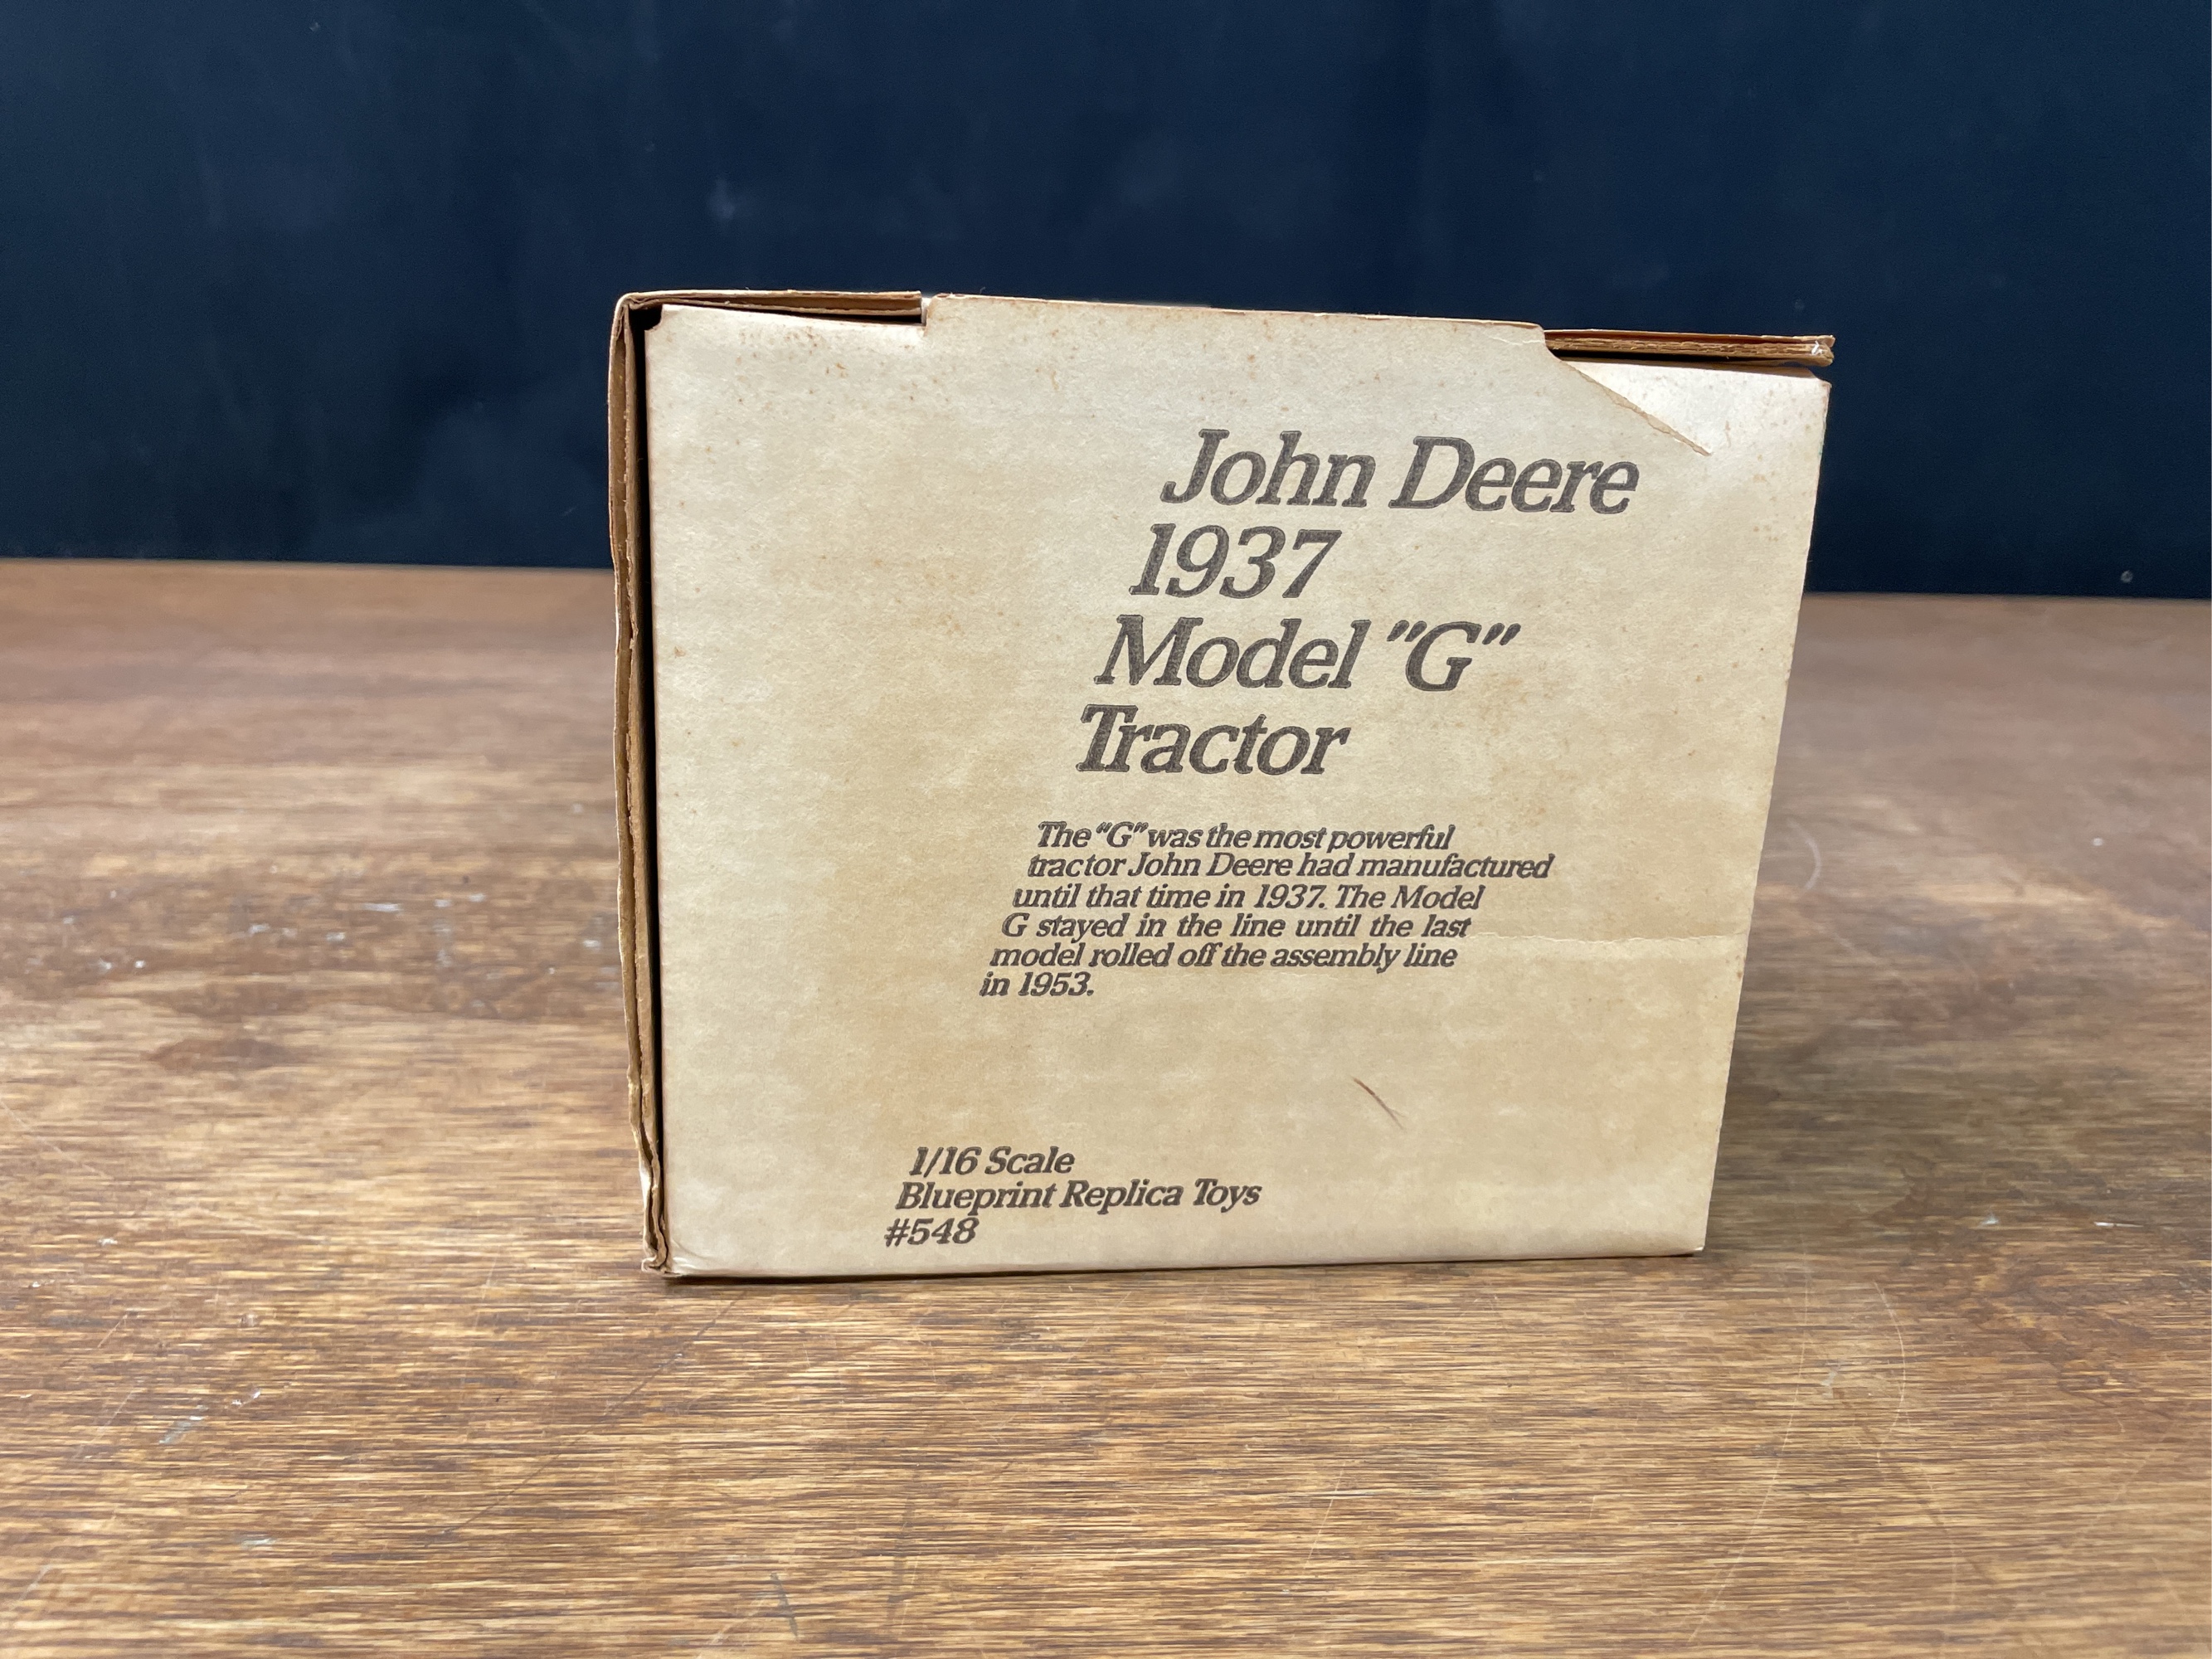 John Deere
1937
Model "G"
Tractor
The "G" was the most powerful
tractor John Deere had manufactured
until that time in 1937. The Model
G stayed in the line until the last
model rolled off the assembly line
in 1953.
1/16 Scale
Blueprint Replica Toys
#548